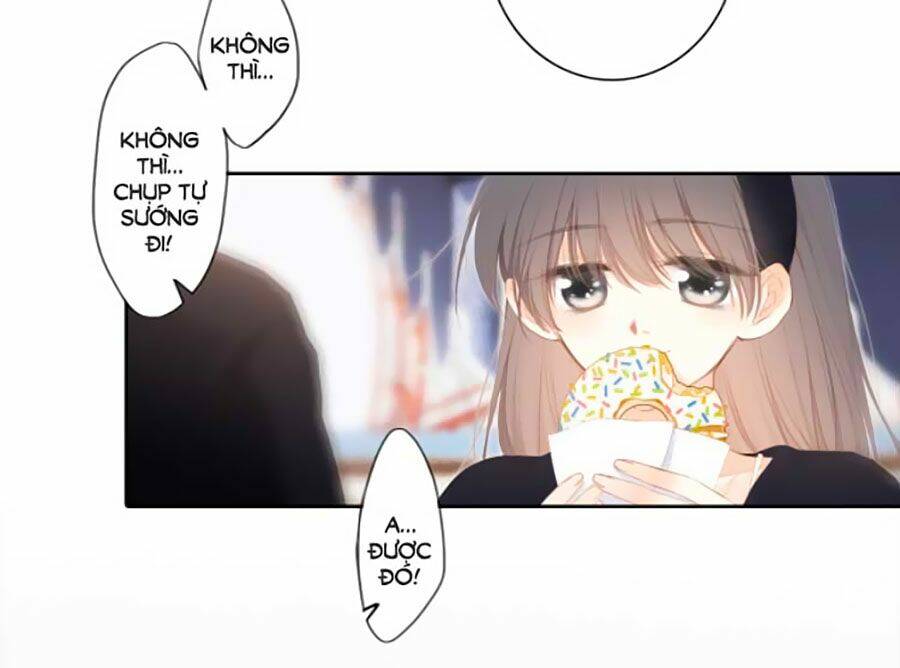 KHÔNG
THÌ...
KHÔNG
THÌ...
CHỤP TỰ
SƯỚNG
ĐI!
A...
ĐƯỢC
ĐÓ!